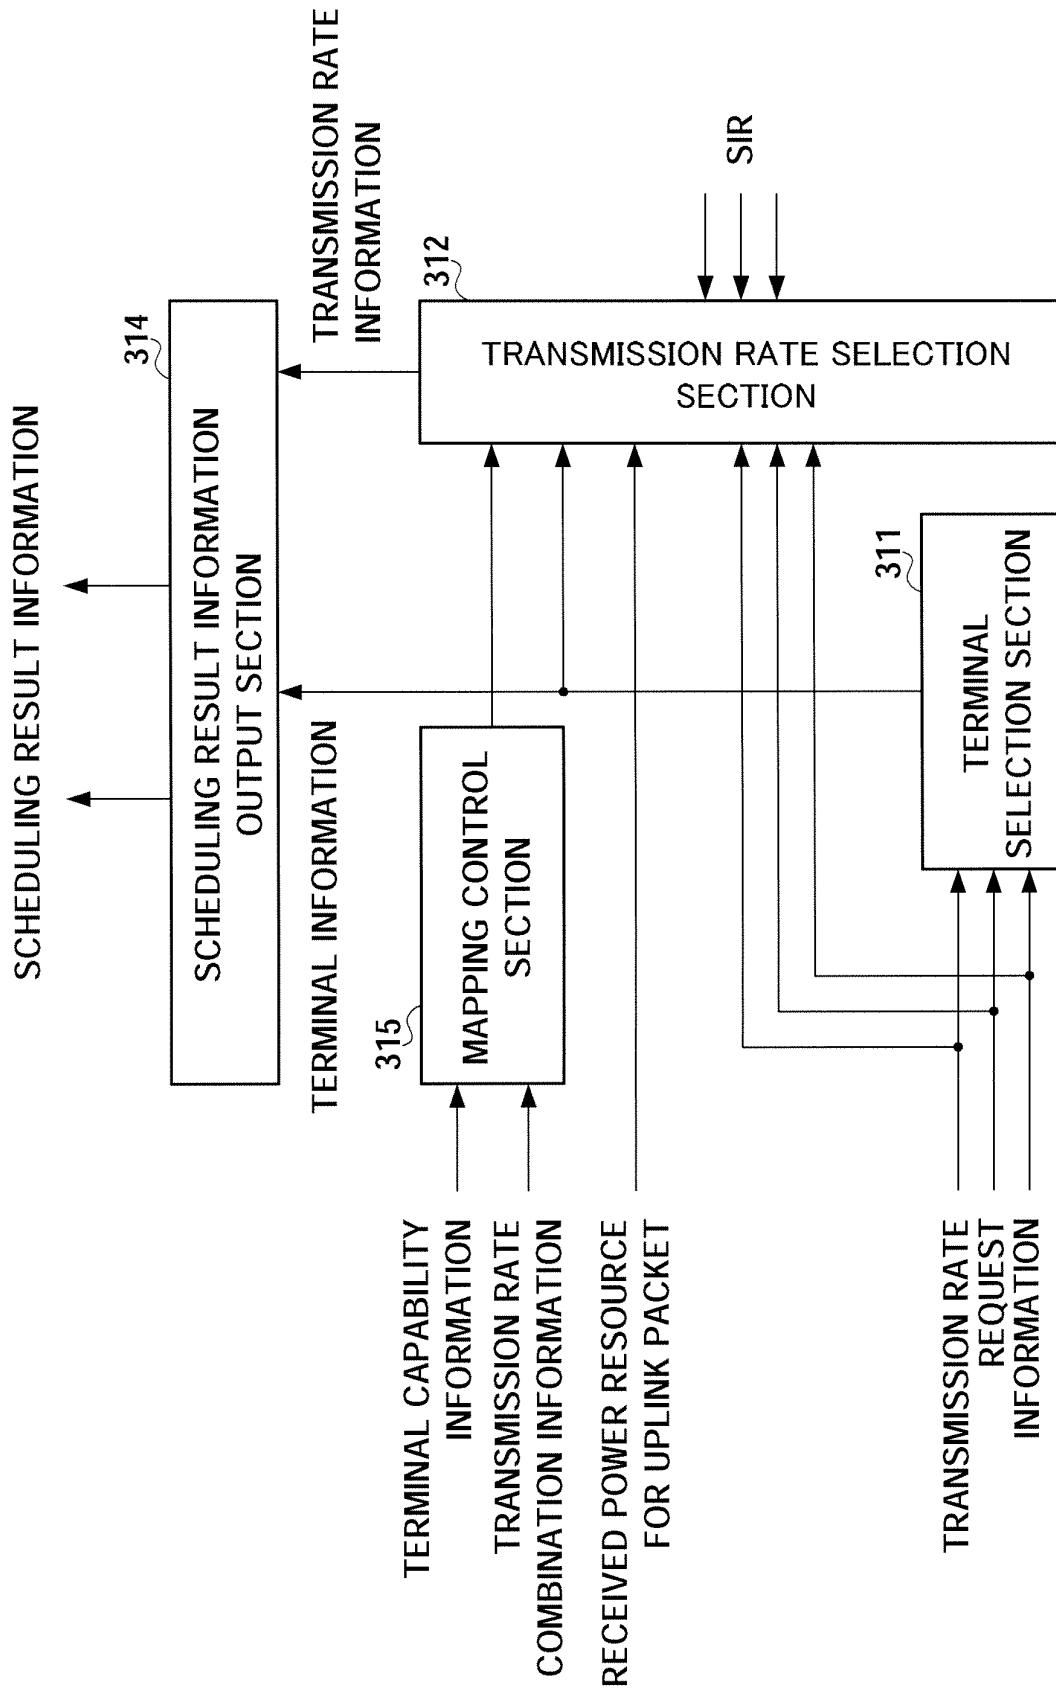 SCHEDULING RESULT INFORMATION
314
SCHEDULING RESULT INFORMATION
OUTPUT SECTION
TERMINAL INFORMATION
TRANSMISSION RATE
INFORMATION
315
MAPPING CONTROL
SECTION
312
TRANSMISSION RATE SELECTION
SECTION
SIR
TERMINAL CAPABILITY
INFORMATION
TRANSMISSION RATE
COMBINATION INFORMATION
RECEIVED POWER RESOURCE
FOR UPLINK PACKET
311
TERMINAL
SELECTION SECTION
TRANSMISSION RATE
REQUEST
INFORMATION